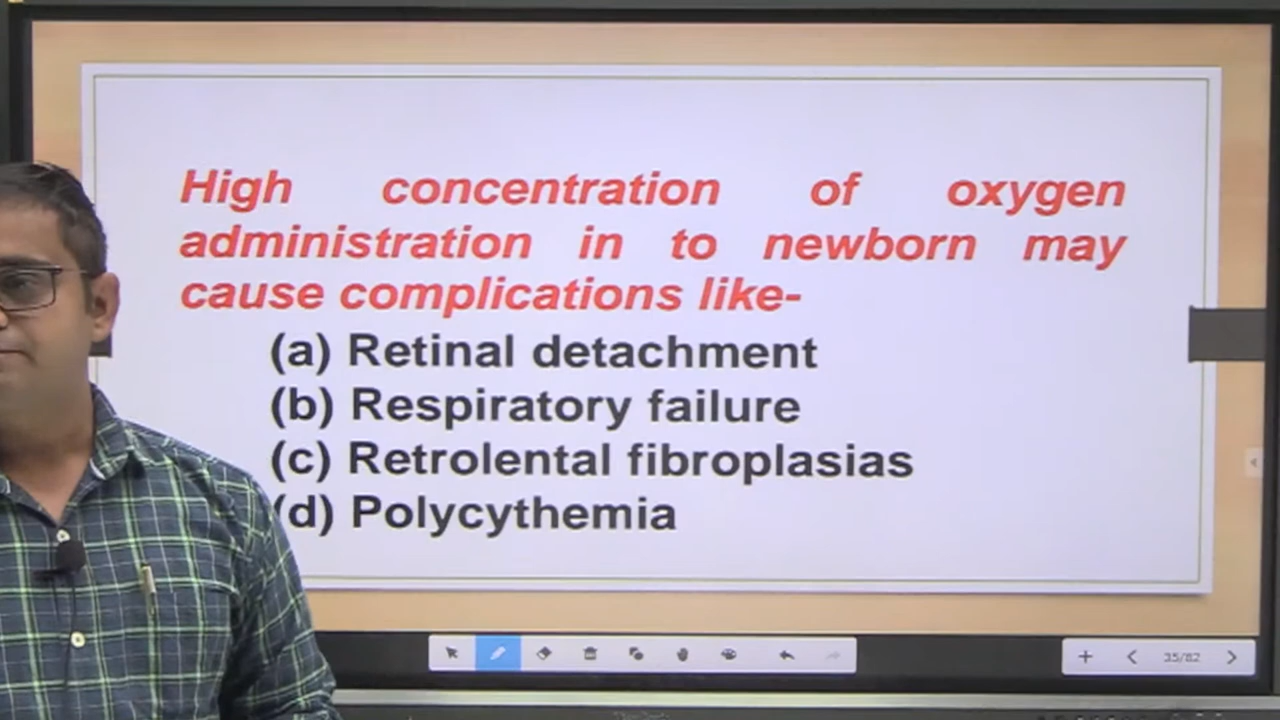 High concentration of oxygen
administration in to newborn may
cause complications like-
(a) Retinal detachment
(b) Respiratory failure
(c) Retrolental fibroplasias
(d) Polycythemia
35/82